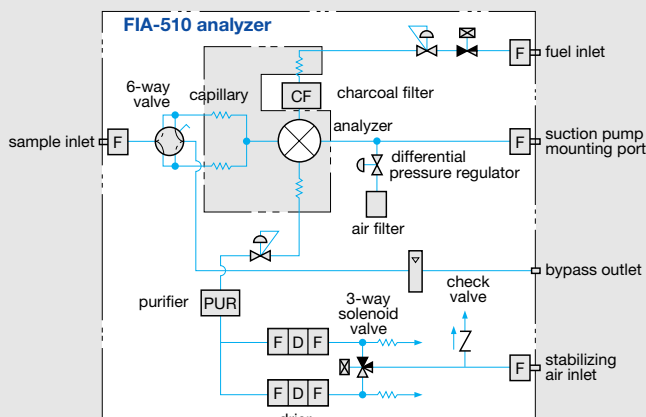 FIA-510 analyzer
F
fuel inlet
6-way
valve
capillary
CF
charcoal filter
sample inlet
F
analyzer
F
suction pump
mounting port
differential
pressure regulator
air filter
bypass outlet
purifier
PUR
3-way
solenoid
valve
check
valve
F D F
F
stabilizing
air inlet
F D F
drier